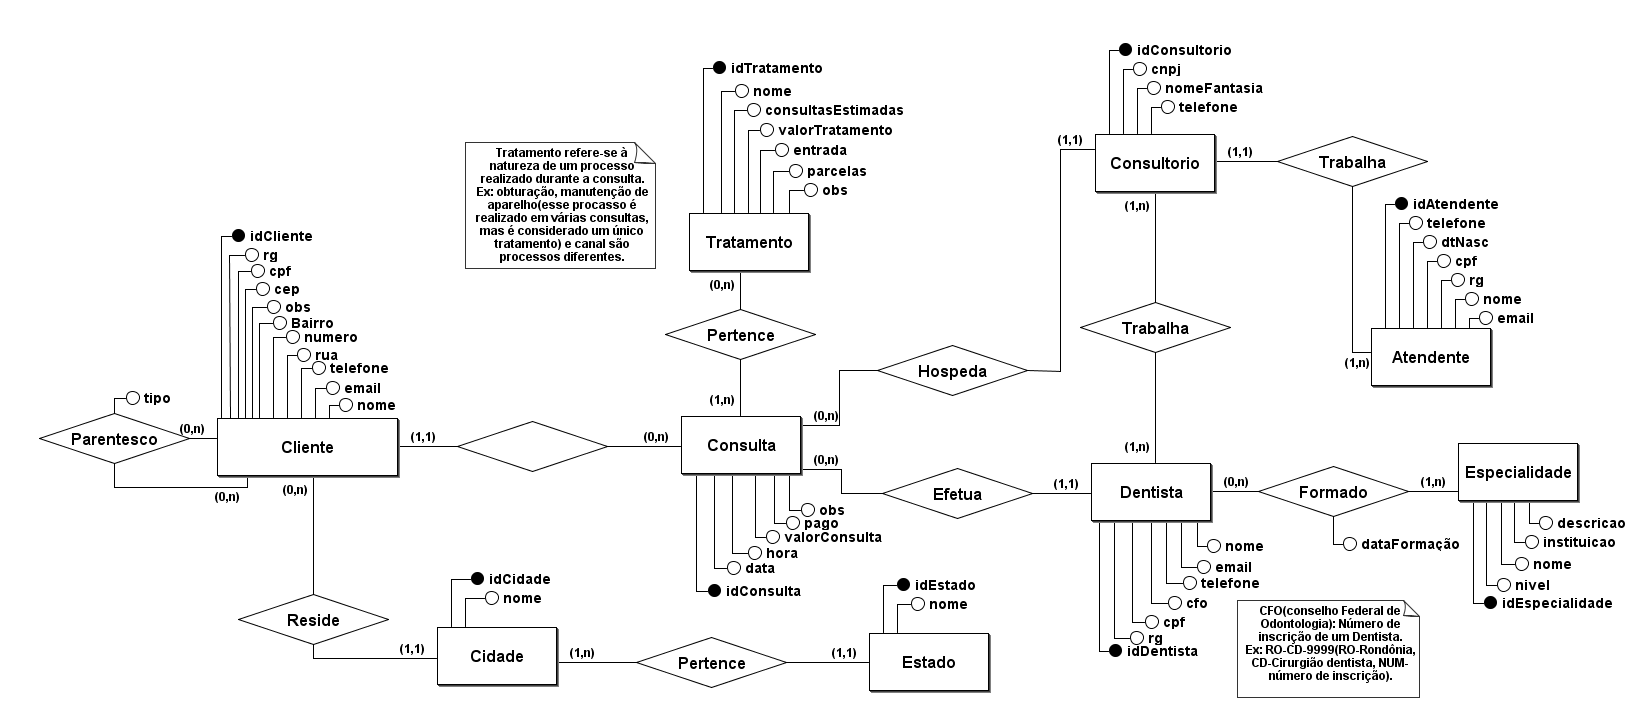 idConsultorio
cnpj
nomeFantasia
telefone
(1,1)
Consultorio
(1,1)
Trabalha
(1,n)
idAtendente
telefone
dtNasc
cpf
rg
nome
email
(1,n)
Atendente
idTratamento
nome
consultasEstimadas
valorTratamento
entrada
parcelas
obs
Tratamento
(0,n)
Pertence
(1,n)
Tratamento refere-se à
natureza de um processo
realizado durante a consulta.
Ex: obturação, manutenção de
aparelho(esse procasso é
realizado em várias consultas,
mas é considerado um único
tratamento) e canal são
processos diferentes.
idCliente
rg
cpf
cep
obs
Bairro
numero
rua
telefone
email
nome
tipo
Parentesco
(0,n)
(0,n)
Cliente
(1,1)
(0,n)
(0,n)
Consulta
(0,n)
Hospeda
(0,n)
Efetua
(1,1)
obs
pago
valorConsulta
hora
data
idConsulta
Trabalha
(1,n)
Dentista
(0,n)
Formado
(1,n)
dataFormação
Especialidade
descricao
instituicao
nome
nivel
idEspecialidade
nome
email
telefone
cfo
cpf
rg
idDentista
CFO(conselho Federal de
Odontologia): Número de
inscrição de um Dentista.
Ex: RO-CD-9999(RO-Rondônia,
CD-Cirurgião dentista, NUM-
número de inscrição).
Reside
(1,1)
idCidade
nome
Cidade
(1,n)
Pertence
(1,1)
idEstado
nome
Estado